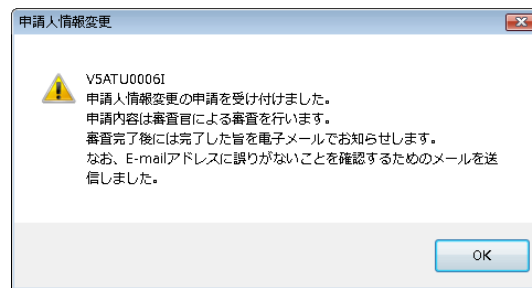 申請人情報変更
V5ATU0006I
申請人情報変更の申請を受け付けました。
申請内容は審査官による審査を行います。
審査完了後には完了した旨を電子メールでお知らせします。
なお、E-mailアドレスに誤りがないことを確認するためのメールを送
信しました。
OK